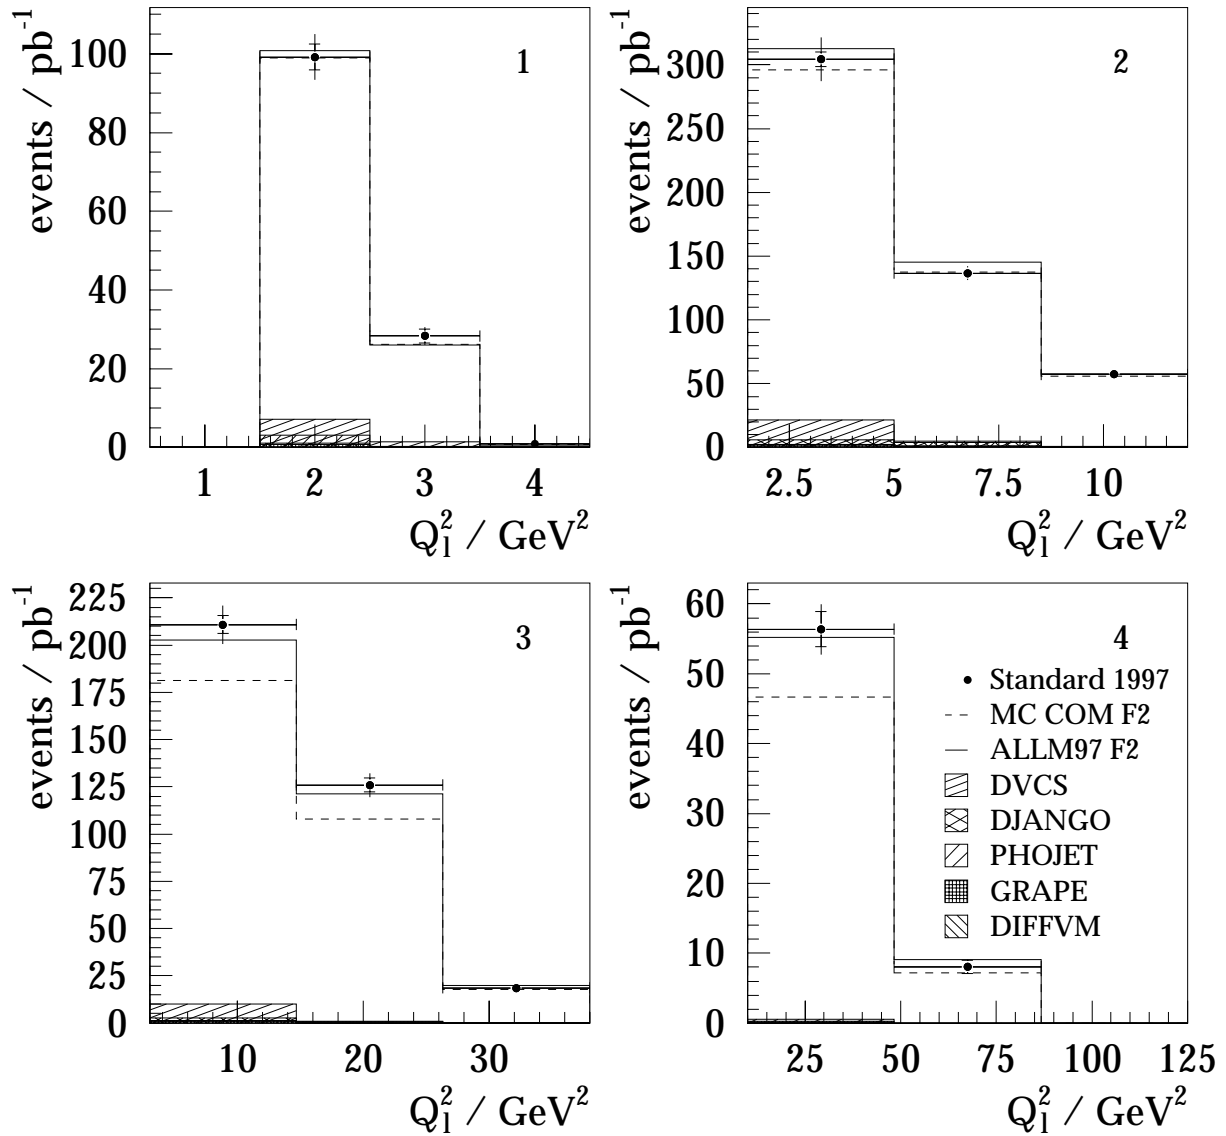 events / pb⁻¹
1
100
80
60
40
20
0
1 2 3 4
Q₁² / GeV²
events / pb⁻¹
2
300
250
200
150
100
50
0
2.5 5 7.5 10
Q₁² / GeV²
events / pb⁻¹
3
225
200
175
150
125
100
75
50
25
0
10 20 30
Q₁² / GeV²
events / pb⁻¹
4
60
50
40
30
20
10
0
Standard 1997
MC COM F2
ALLM97 F2
DVCS
DJANGO
PHOJET
GRAPE
DIFFVM
25 50 75 100 125
Q₁² / GeV²